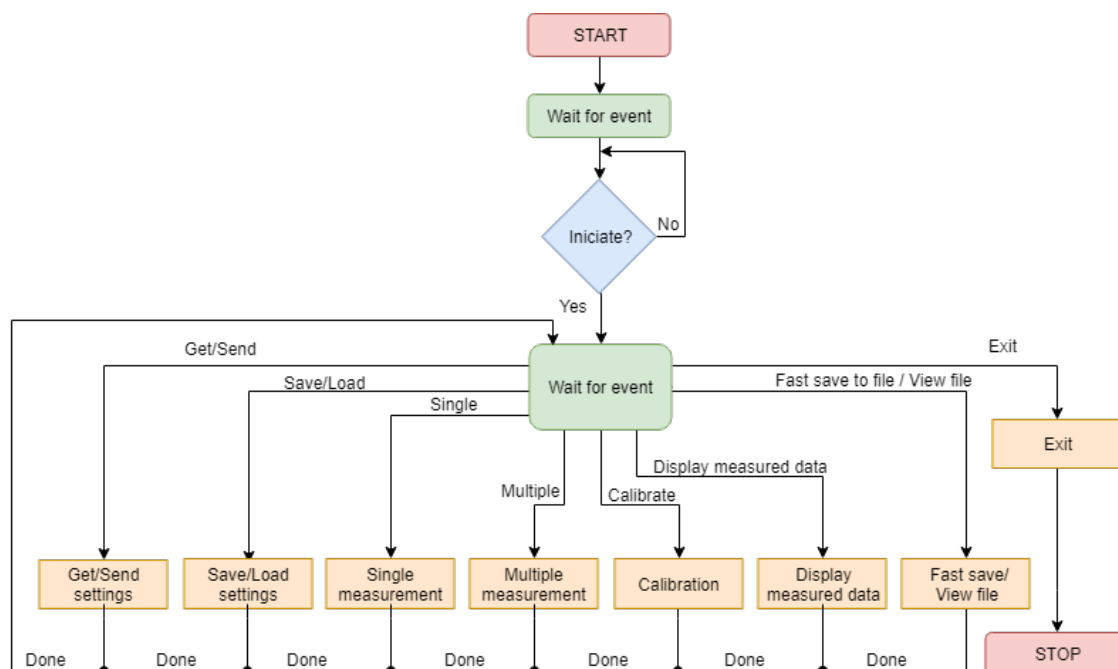 START
Wait for event
Iniciate?
No
Yes
Get/Send
Exit
Save/Load
Wait for event
Fast save to file / View file
Single
Exit
Display measured data
Multiple
Calibrate
Get/Send
settings
Save/Load
settings
Single
measurement
Multiple
measurement
Calibration
Display
measured data
Fast save/
View file
STOP
Done
Done
Done
Done
Done
Done
Done